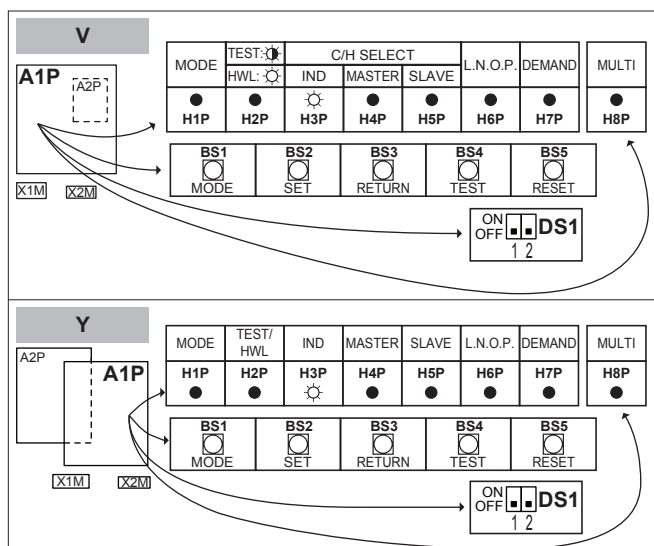 V
A1P
A2P
X1M X2M
MODE TEST: C/H SELECT L.N.O.P. DEMAND MULTI
HWL: IND MASTER SLAVE
H1P H2P H3P H4P H5P H6P H7P H8P
BS1 BS2 BS3 BS4 BS5
MODE SET RETURN TEST RESET
ON
OFF DS1
1 2
Y
A2P
A1P
X1M X2M
MODE TEST/ IND MASTER SLAVE L.N.O.P. DEMAND MULTI
HWL
H1P H2P H3P H4P H5P H6P H7P H8P
BS1 BS2 BS3 BS4 BS5
MODE SET RETURN TEST RESET
ON
OFF DS1
1 2